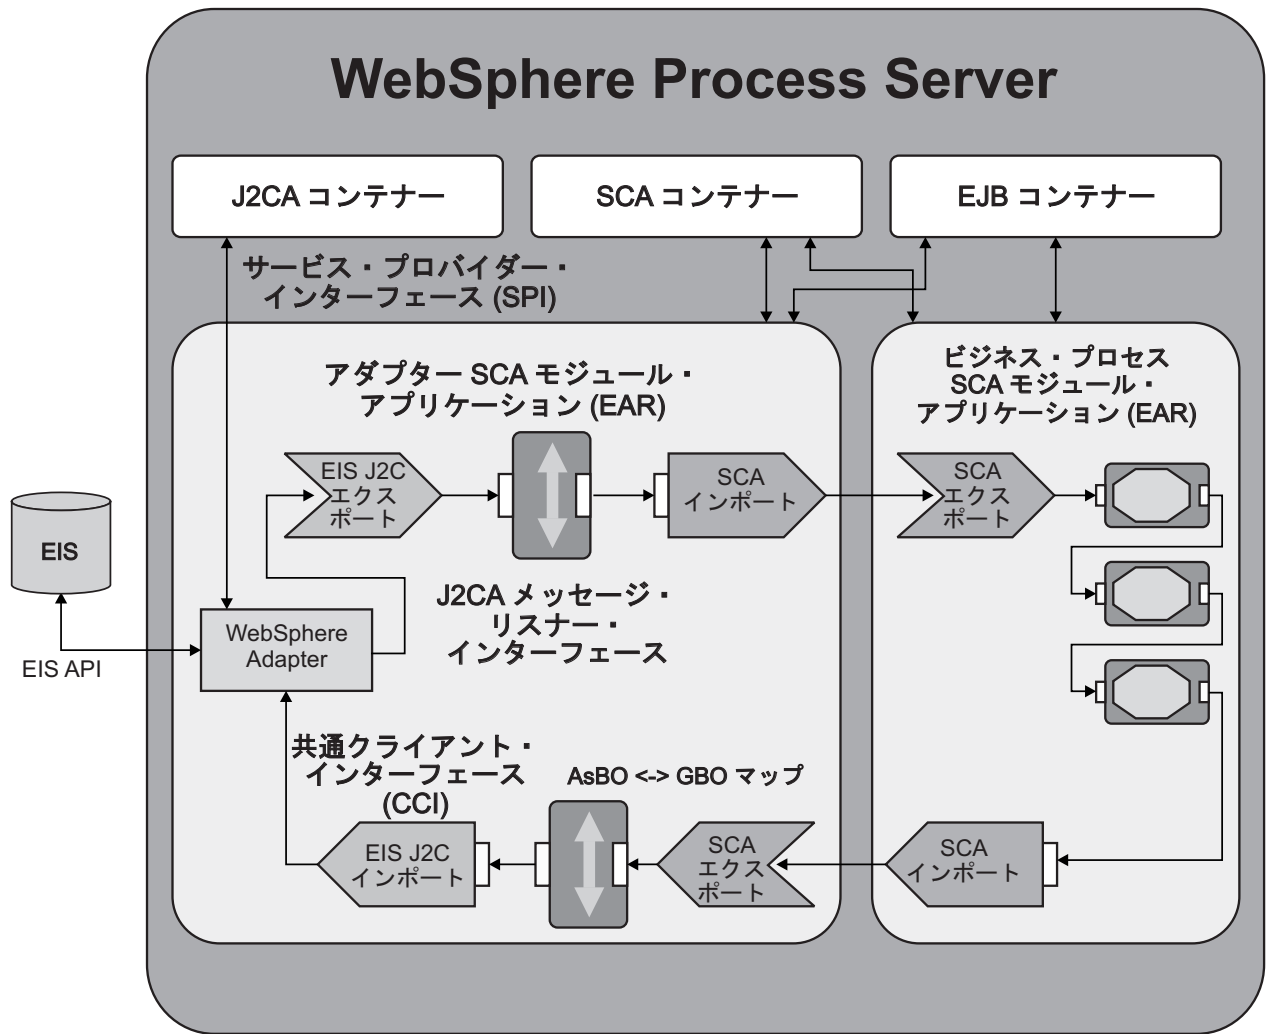 WebSphere Process Server
J2CA コンテナー
SCA コンテナー
EJB コンテナー
サービス・プロバイダー・
インターフェース (SPI)
アダプター SCA モジュール・
アプリケーション (EAR)
ビジネス・プロセス
SCA モジュール・
アプリケーション (EAR)
EIS J2C
エクス
ポート
SCA
インポート
SCA
エクス
ポート
EIS
EIS API
WebSphere
Adapter
J2CA メッセージ・
リスナー・
インターフェース
共通クライアント・
インターフェース
(CCI)
AsBO <-> GBO マップ
EIS J2C
インポート
SCA
エクス
ポート
SCA
インポート